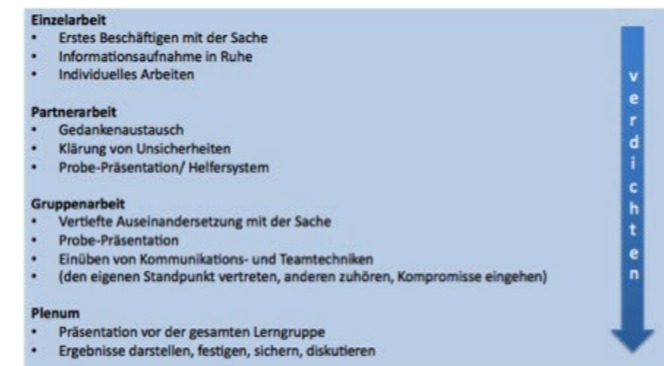 Einzelarbeit
• Erstes Beschäftigen mit der Sache
• Informationsaufnahme in Ruhe
• Individuelles Arbeiten
Partnerarbeit
• Gedankenaustausch
• Klärung von Unsicherheiten
• Probe-Präsentation/ Helfersystem
Gruppenarbeit
• Vertiefte Auseinandersetzung mit der Sache
• Probe-Präsentation
• Einüben von Kommunikations- und Teamtechniken
• (den eigenen Standpunkt vertreten, anderen zuhören, Kompromisse eingehen)
Plenum
• Präsentation vor der gesamten Lerngruppe
• Ergebnisse darstellen, festigen, sichern, diskutieren
verdichten